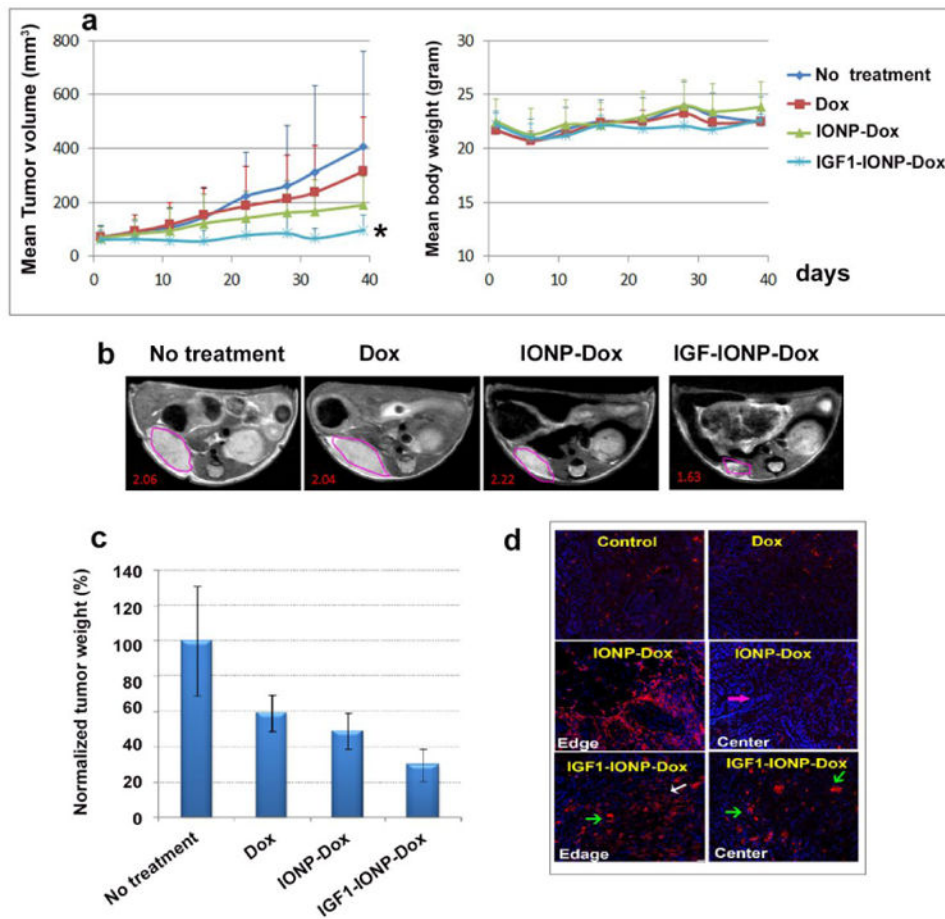 a
Mean Tumor volume (mm³)
800
600
400
200
0
0 10 20 30 40
Mean body weight (gram)
30
25
20
15
10
0 10 20 30 40
days
No treatment
Dox
IONP-Dox
IGF1-IONP-Dox
*
b
No treatment Dox IONP-Dox IGF-IONP-Dox
2.06 2.04 2.22 1.63
c
Normalized tumor weight (%)
140
120
100
80
60
40
20
0
No treatment
Dox
IONP-Dox
IGF1-IONP-Dox
d
Control Dox
IONP-Dox IONP-Dox
Edge Center
IGF1-IONP-Dox IGF1-IONP-Dox
Edage Center